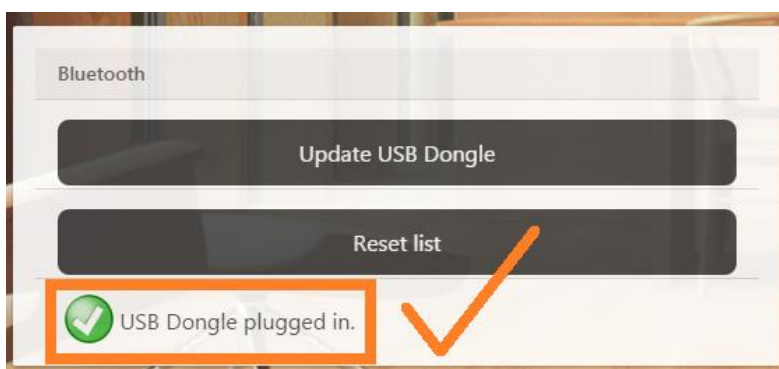 Bluetooth
Update USB Dongle
Reset list
USB Dongle plugged in.